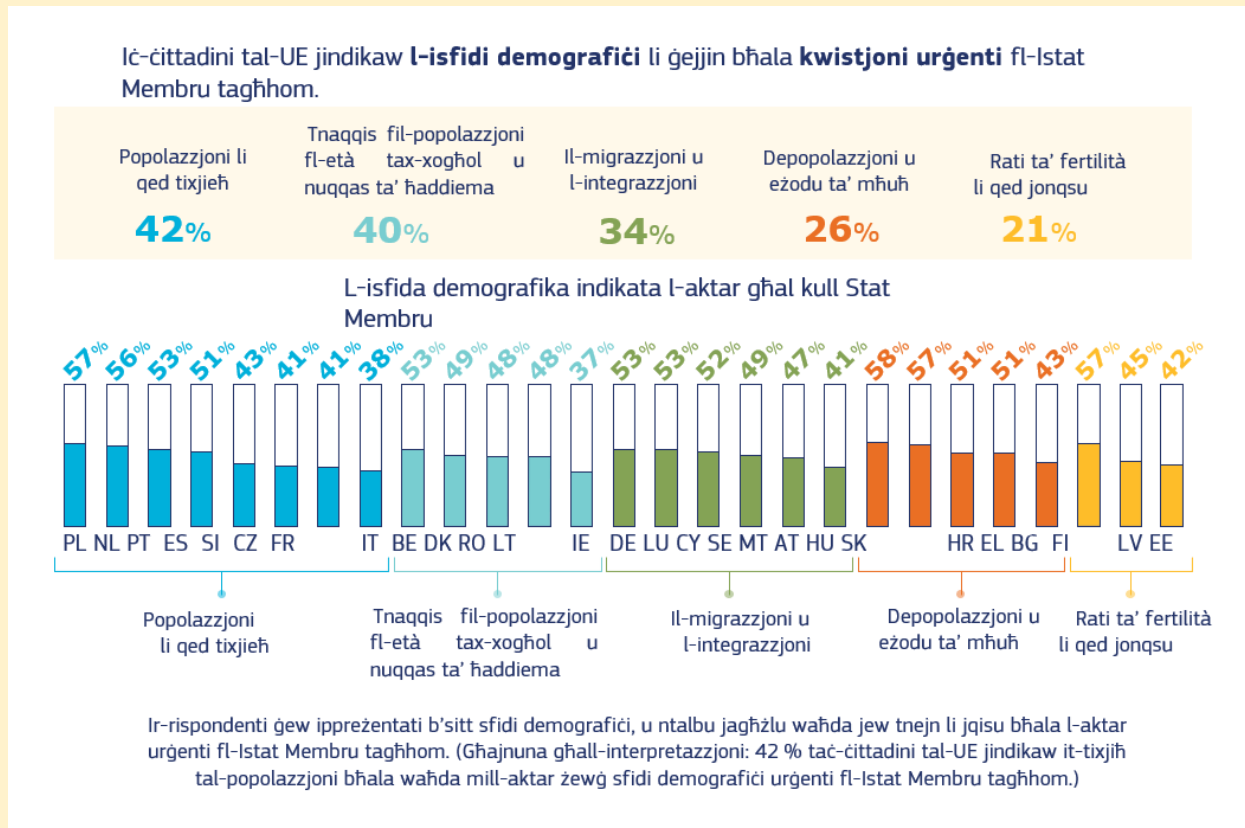 Iċ-ċittadini tal-UE jindikaw l-isfidi demografiċi li ġejjin bħala kwistjoni urġenti fl-Istat
Membru tagħhom.
Popolazzjoni li
qed tixjieħ
42%
Tnaqqis fil-popolazzjoni
fl-età tax-xogħol u
nuqqas ta' ħaddiema
40%
Il-migrazzjoni u
l-integrazzjoni
34%
Depopolazzjoni u
eżodu ta' mħuħ
26%
Rati ta' fertilità
li qed jonqsu
21%
L-isfida demografika indikata l-aktar għal kull Stat
Membru
57% 56% 53% 51% 43% 41% 41% 38% 53% 49% 48% 48% 37% 53% 53% 52% 49% 47% 41% 58% 57% 51% 51% 43% 57% 45% 42%
PL NL PT ES SI CZ FR IT BE DK RO LT IE DE LU CY SE MT AT HU SK HR EL BG FI LV EE
Popolazzjoni
li qed tixjieħ
Tnaqqis fil-popolazzjoni
fl-età tax-xogħol u
nuqqas ta' ħaddiema
Il-migrazzjoni u
l-integrazzjoni
Depopolazzjoni u
eżodu ta' mħuħ
Rati ta' fertilità
li qed jonqsu
Ir-rispondenti ġew ippreżentati b'sitt sfidi demografiċi, u ntalbu jagħżlu waħda jew tnejn li jqisu bħala l-aktar
urġenti fl-Istat Membru tagħhom. (Għajnuna għall-interpretazzjoni: 42 % taċ-ċittadini tal-UE jindikaw it-tixjiħ
tal-popolazzjoni bħala waħda mill-aktar żewġ sfidi demografiċi urġenti fl-Istat Membru tagħhom.)